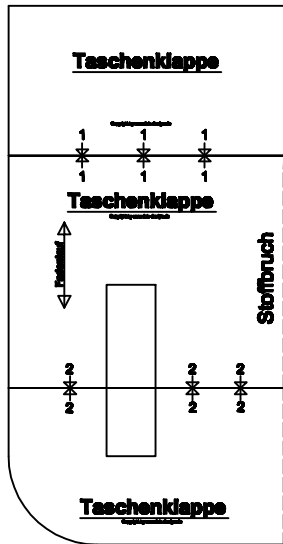 Taschenklappe
1 1 1
1 1 1
Taschenklappe
Fadenlauf
Stoffbruch
2 2 2
2 2 2
Taschenklappe